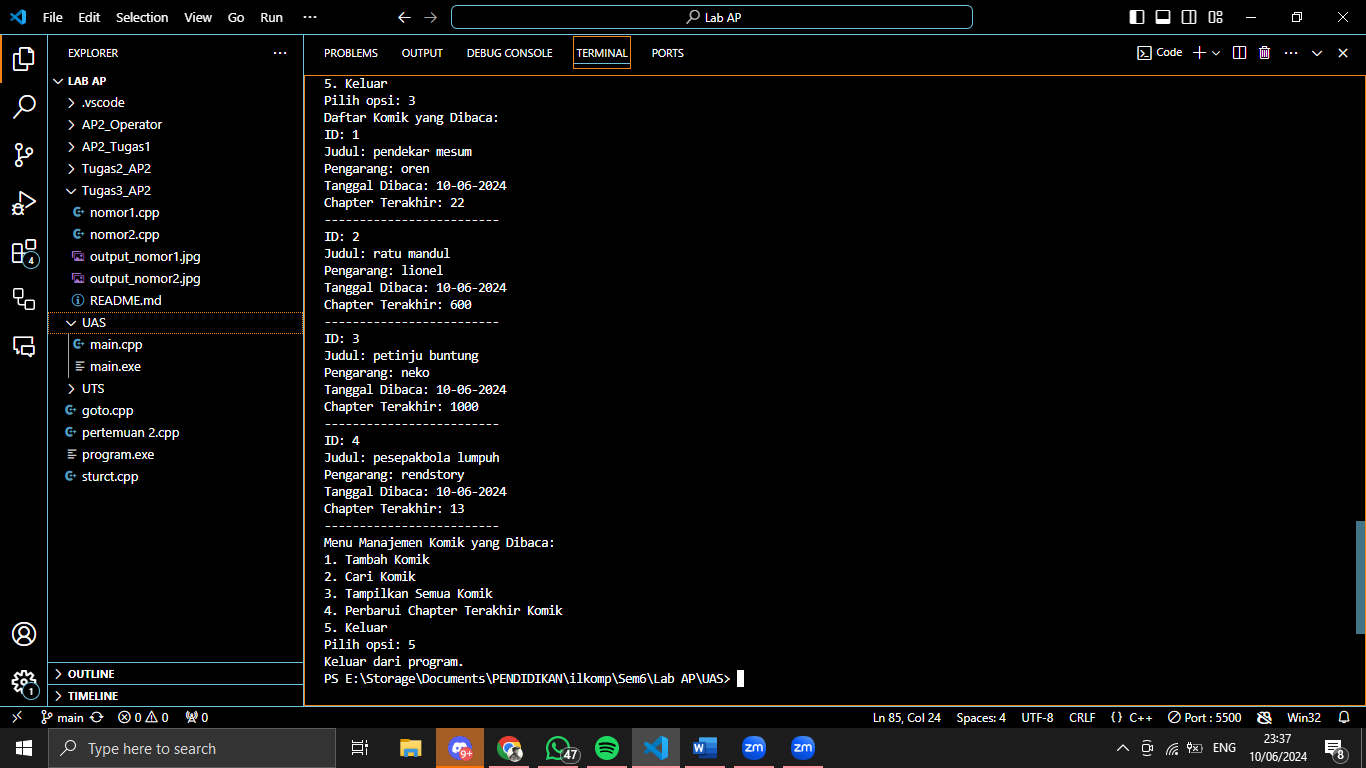 File Edit Selection View Go Run ··· Lab AP
EXPLORER ···
LAB AP
.vscode
AP2_Operator
AP2_Tugas1
Tugas2_AP2
Tugas3_AP2
nomor1.cpp
nomor2.cpp
output_nomor1.jpg
output_nomor2.jpg
README.md
UAS
main.cpp
main.exe
UTS
goto.cpp
pertemuan 2.cpp
program.exe
sturct.cpp
OUTLINE
TIMELINE
4
1
PROBLEMS OUTPUT DEBUG CONSOLE TERMINAL PORTS Code
5. Keluar
Pilih opsi: 3
Daftar Komik yang Dibaca:
ID: 1
Judul: pendekar mesum
Pengarang: oren
Tanggal Dibaca: 10-06-2024
Chapter Terakhir: 22
-------------------------
ID: 2
Judul: ratu mandul
Pengarang: lionel
Tanggal Dibaca: 10-06-2024
Chapter Terakhir: 600
-------------------------
ID: 3
Judul: petinju buntung
Pengarang: neko
Tanggal Dibaca: 10-06-2024
Chapter Terakhir: 1000
-------------------------
ID: 4
Judul: pesepakbola lumpuh
Pengarang: rendstory
Tanggal Dibaca: 10-06-2024
Chapter Terakhir: 13
-------------------------
Menu Manajemen Komik yang Dibaca:
1. Tambah Komik
2. Cari Komik
3. Tampilkan Semua Komik
4. Perbarui Chapter Terakhir Komik
5. Keluar
Pilih opsi: 5
Keluar dari program.
PS E:\Storage\Documents\PENDIDIKAN\ilkomp\Sem6\Lab AP\UAS>
main 0 0 0 Ln 85, Col 24 Spaces: 4 UTF-8 CRLF {} C++ Port : 5500 Win32
Type here to search 9+ 47 zm zm ENG 23:37
10/06/2024 8